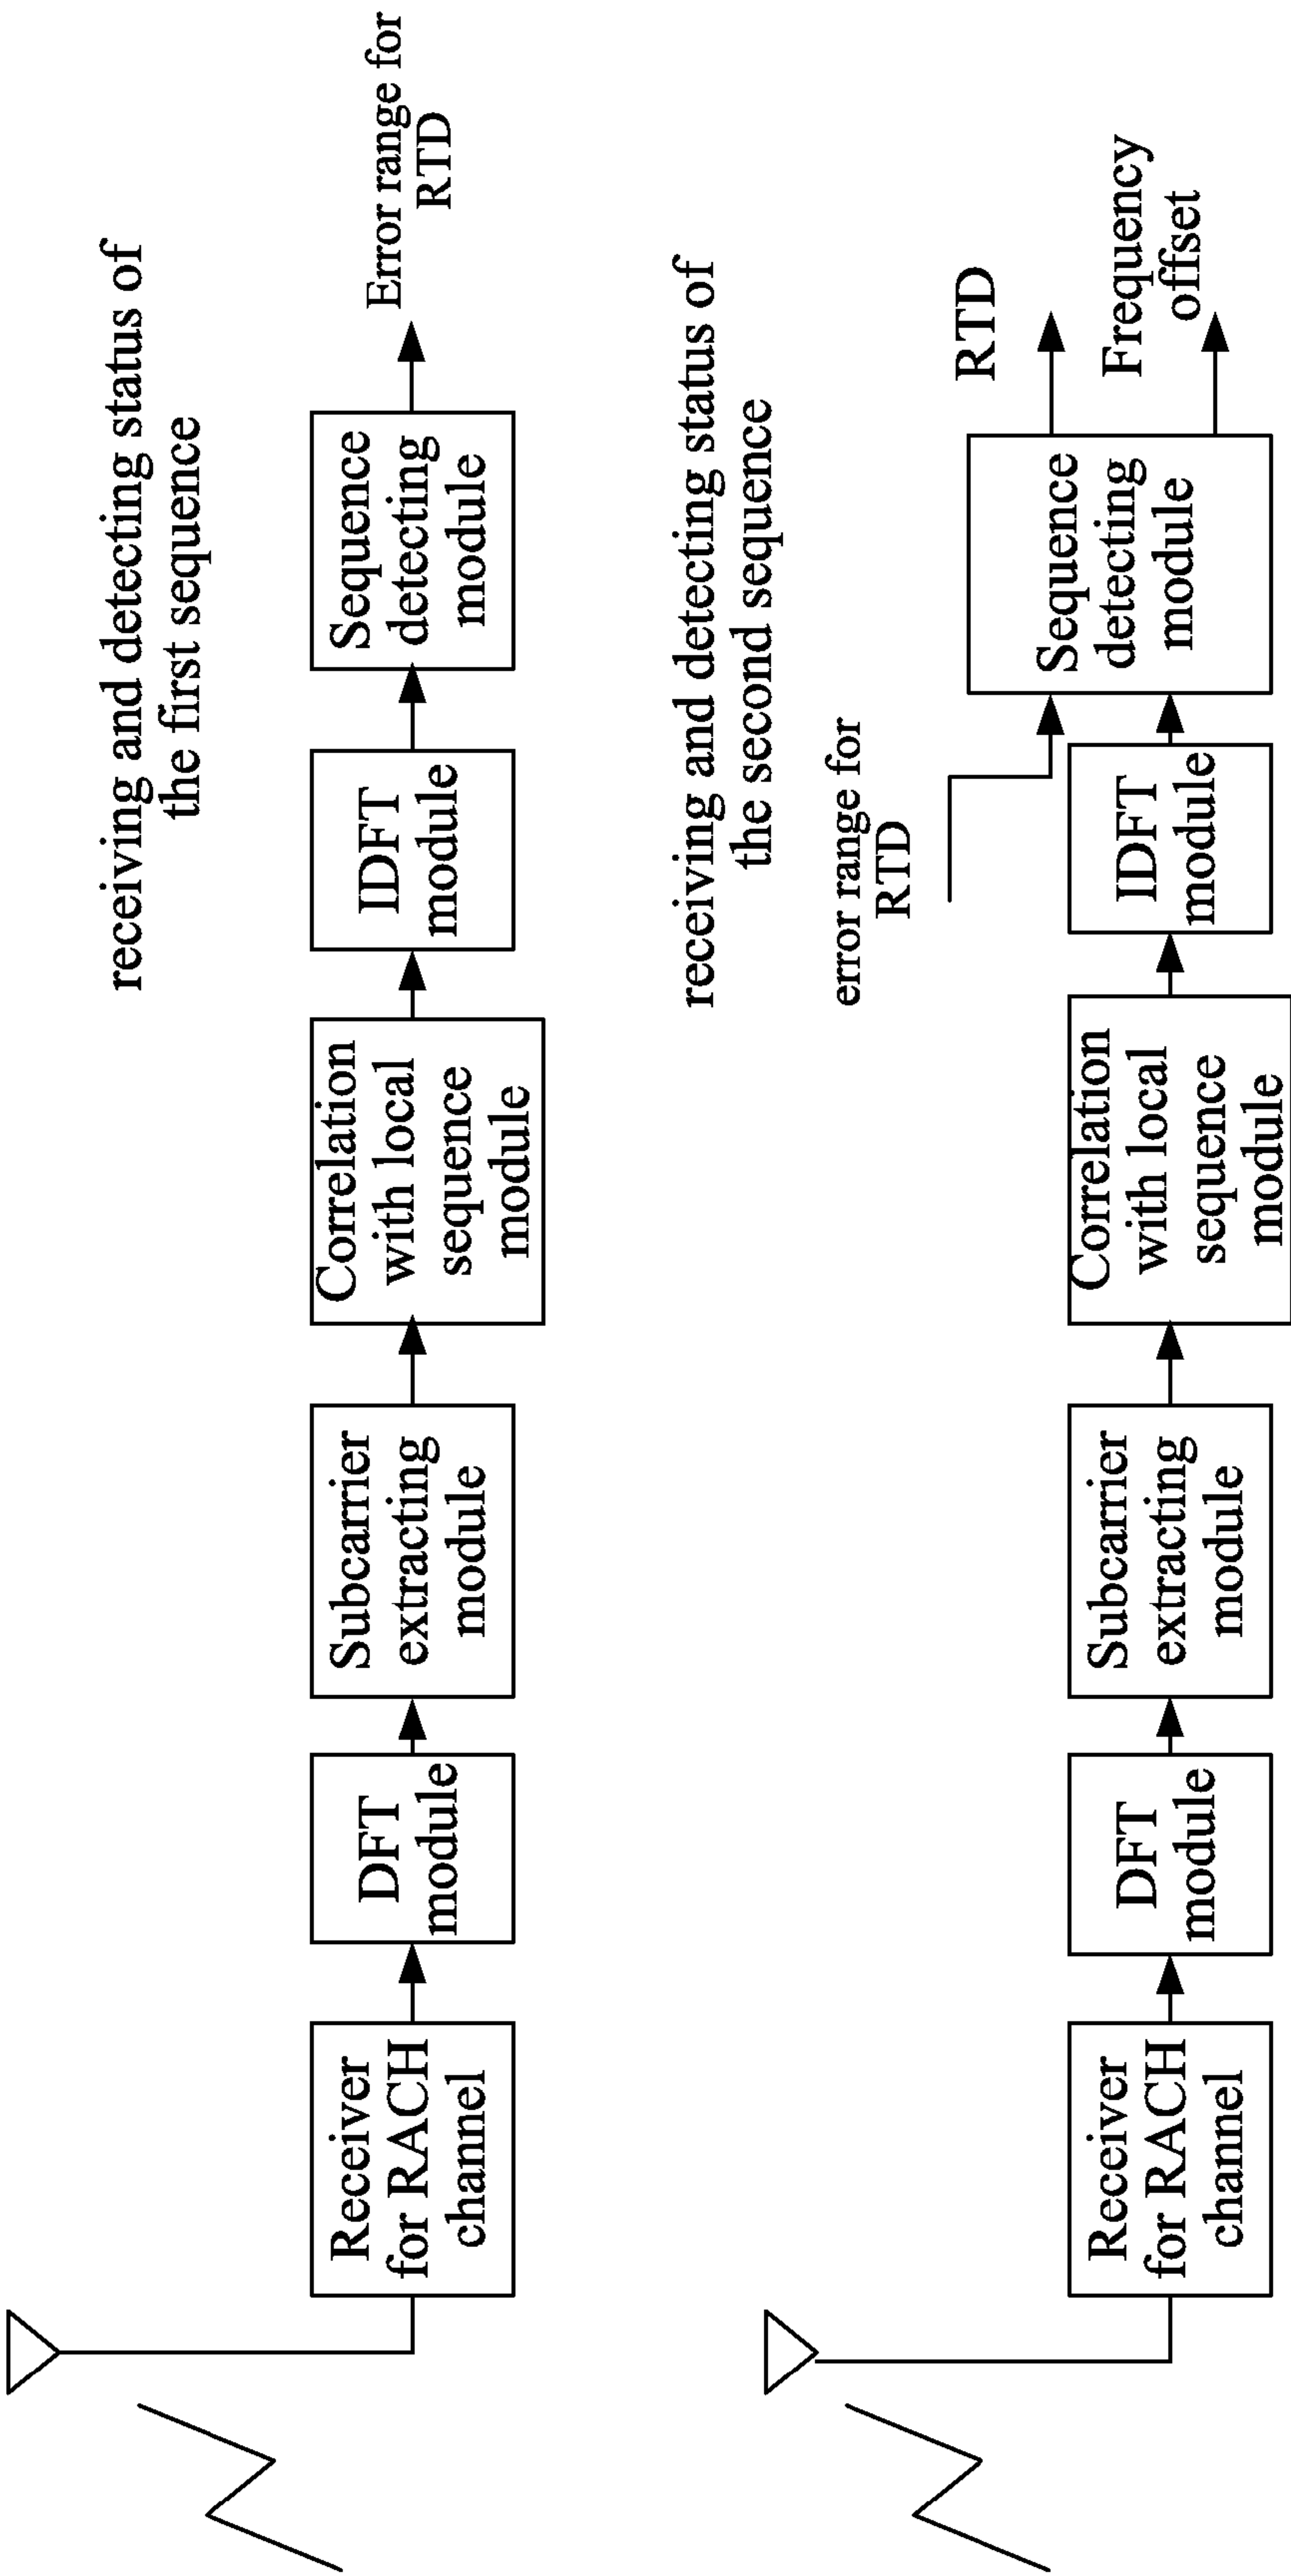 receiving and detecting status of
the first sequence
Receiver
for RACH
channel
DFT
module
Subcarrier
extracting
module
Correlation
with local
sequence
module
IDFT
module
Sequence
detecting
module
Error range for
RTD
receiving and detecting status of
the second sequence
error range for
RTD
Receiver
for RACH
channel
DFT
module
Subcarrier
extracting
module
Correlation
with local
sequence
module
IDFT
module
Sequence
detecting
module
RTD
Frequency
offset